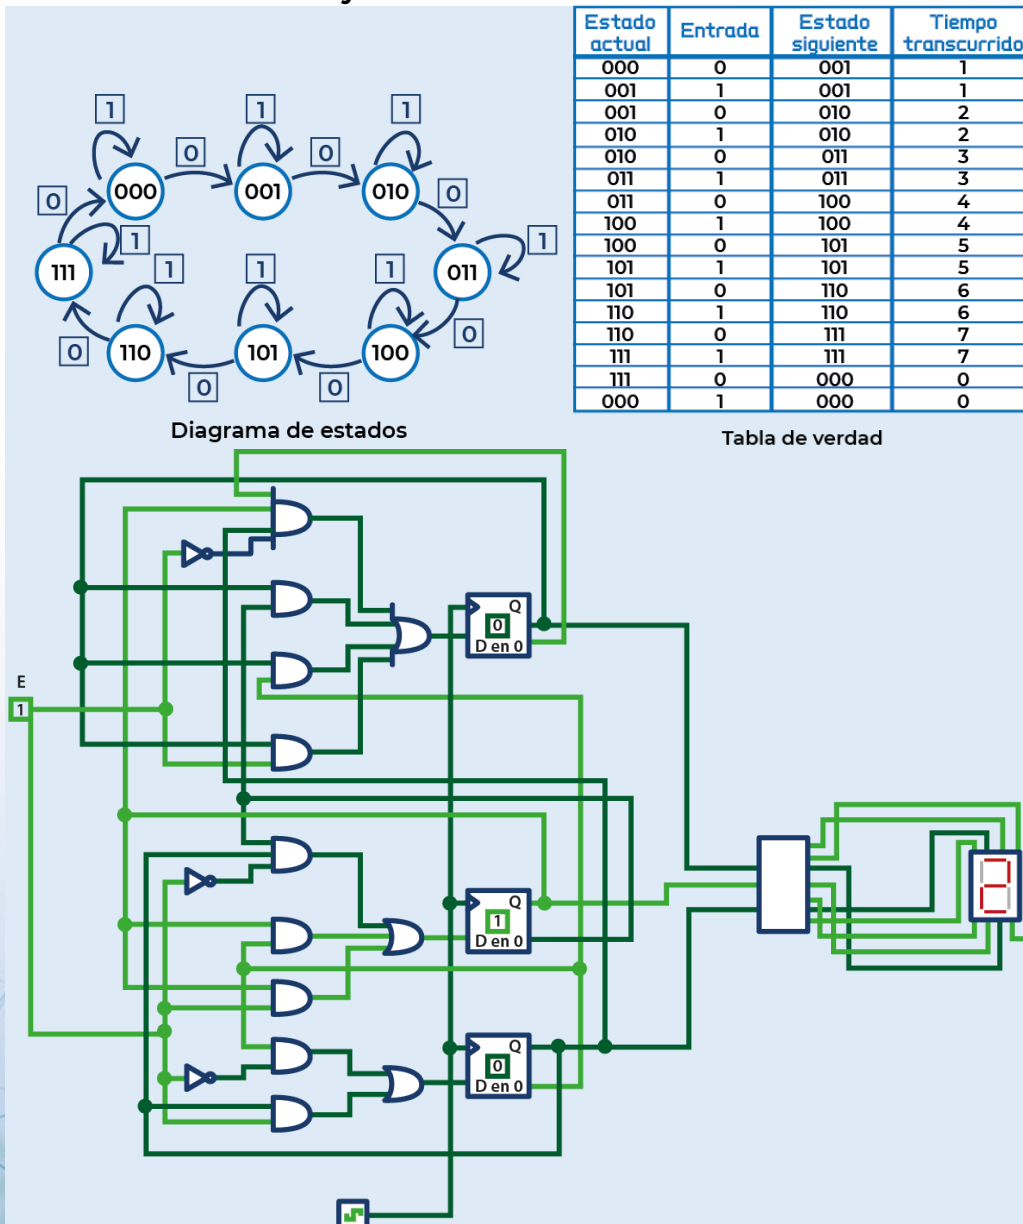 Estado actual Entrada Estado siguiente Tiempo transcurrido
000 0 001 1
001 1 001 1
001 0 010 2
010 1 010 2
010 0 011 3
011 1 011 3
011 0 100 4
100 1 100 4
100 0 101 5
101 1 101 5
101 0 110 6
110 1 110 6
110 0 111 7
111 1 111 7
111 0 000 0
000 1 000 0
Tabla de verdad
1 1 1
0 0
000 001 010
0 0
1 1
111 011
1 1 1
0
110 101 100
0
0 0
Diagrama de estados
Q
0
D en 0
E
1
Q
1
D en 0
Q
0
D en 0